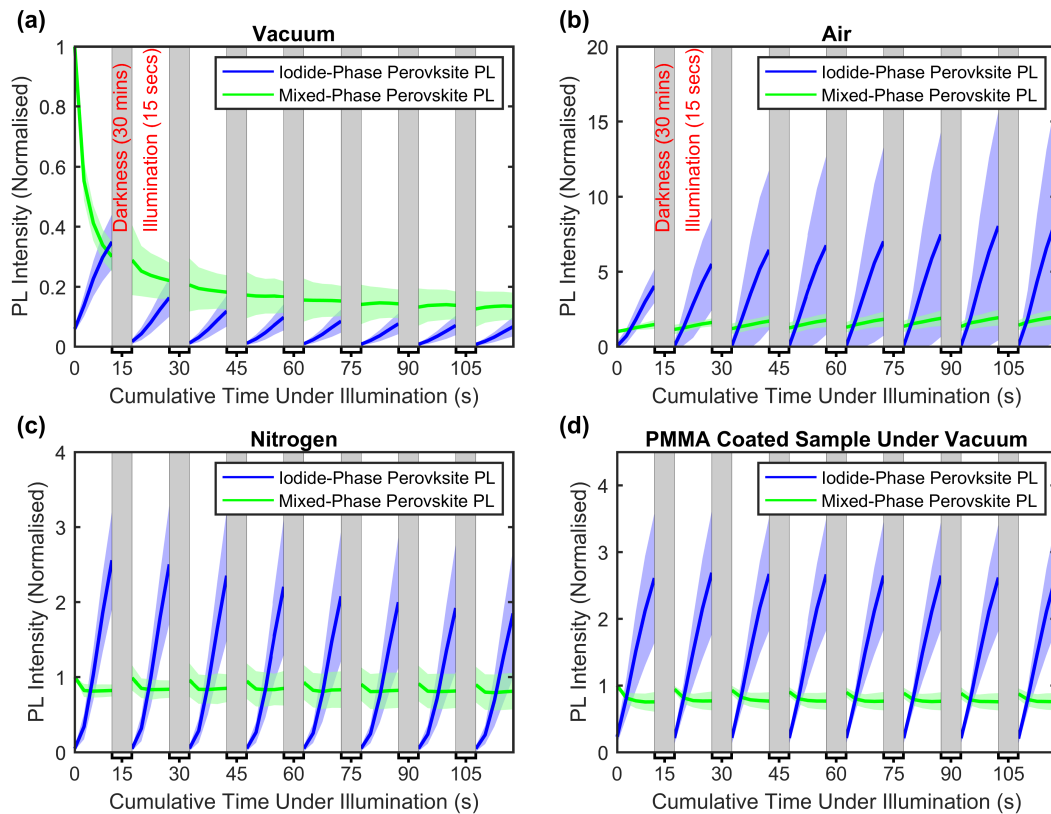 (a)
Vacuum
1
0.8
0.6
0.4
0.2
0
PL Intensity (Normalised)
Iodide-Phase Perovksite PL
Mixed-Phase Perovskite PL
Darkness (30 mins)
Illumination (15 secs)
0 15 30 45 60 75 90 105
Cumulative Time Under Illumination (s)
(b)
Air
20
15
10
5
0
PL Intensity (Normalised)
Iodide-Phase Perovksite PL
Mixed-Phase Perovskite PL
Darkness (30 mins)
Illumination (15 secs)
0 15 30 45 60 75 90 105
Cumulative Time Under Illumination (s)
(c)
Nitrogen
4
3
2
1
0
PL Intensity (Normalised)
Iodide-Phase Perovksite PL
Mixed-Phase Perovskite PL
0 15 30 45 60 75 90 105
Cumulative Time Under Illumination (s)
(d)
PMMA Coated Sample Under Vacuum
4
3
2
1
0
PL Intensity (Normalised)
Iodide-Phase Perovksite PL
Mixed-Phase Perovskite PL
0 15 30 45 60 75 90 105
Cumulative Time Under Illumination (s)